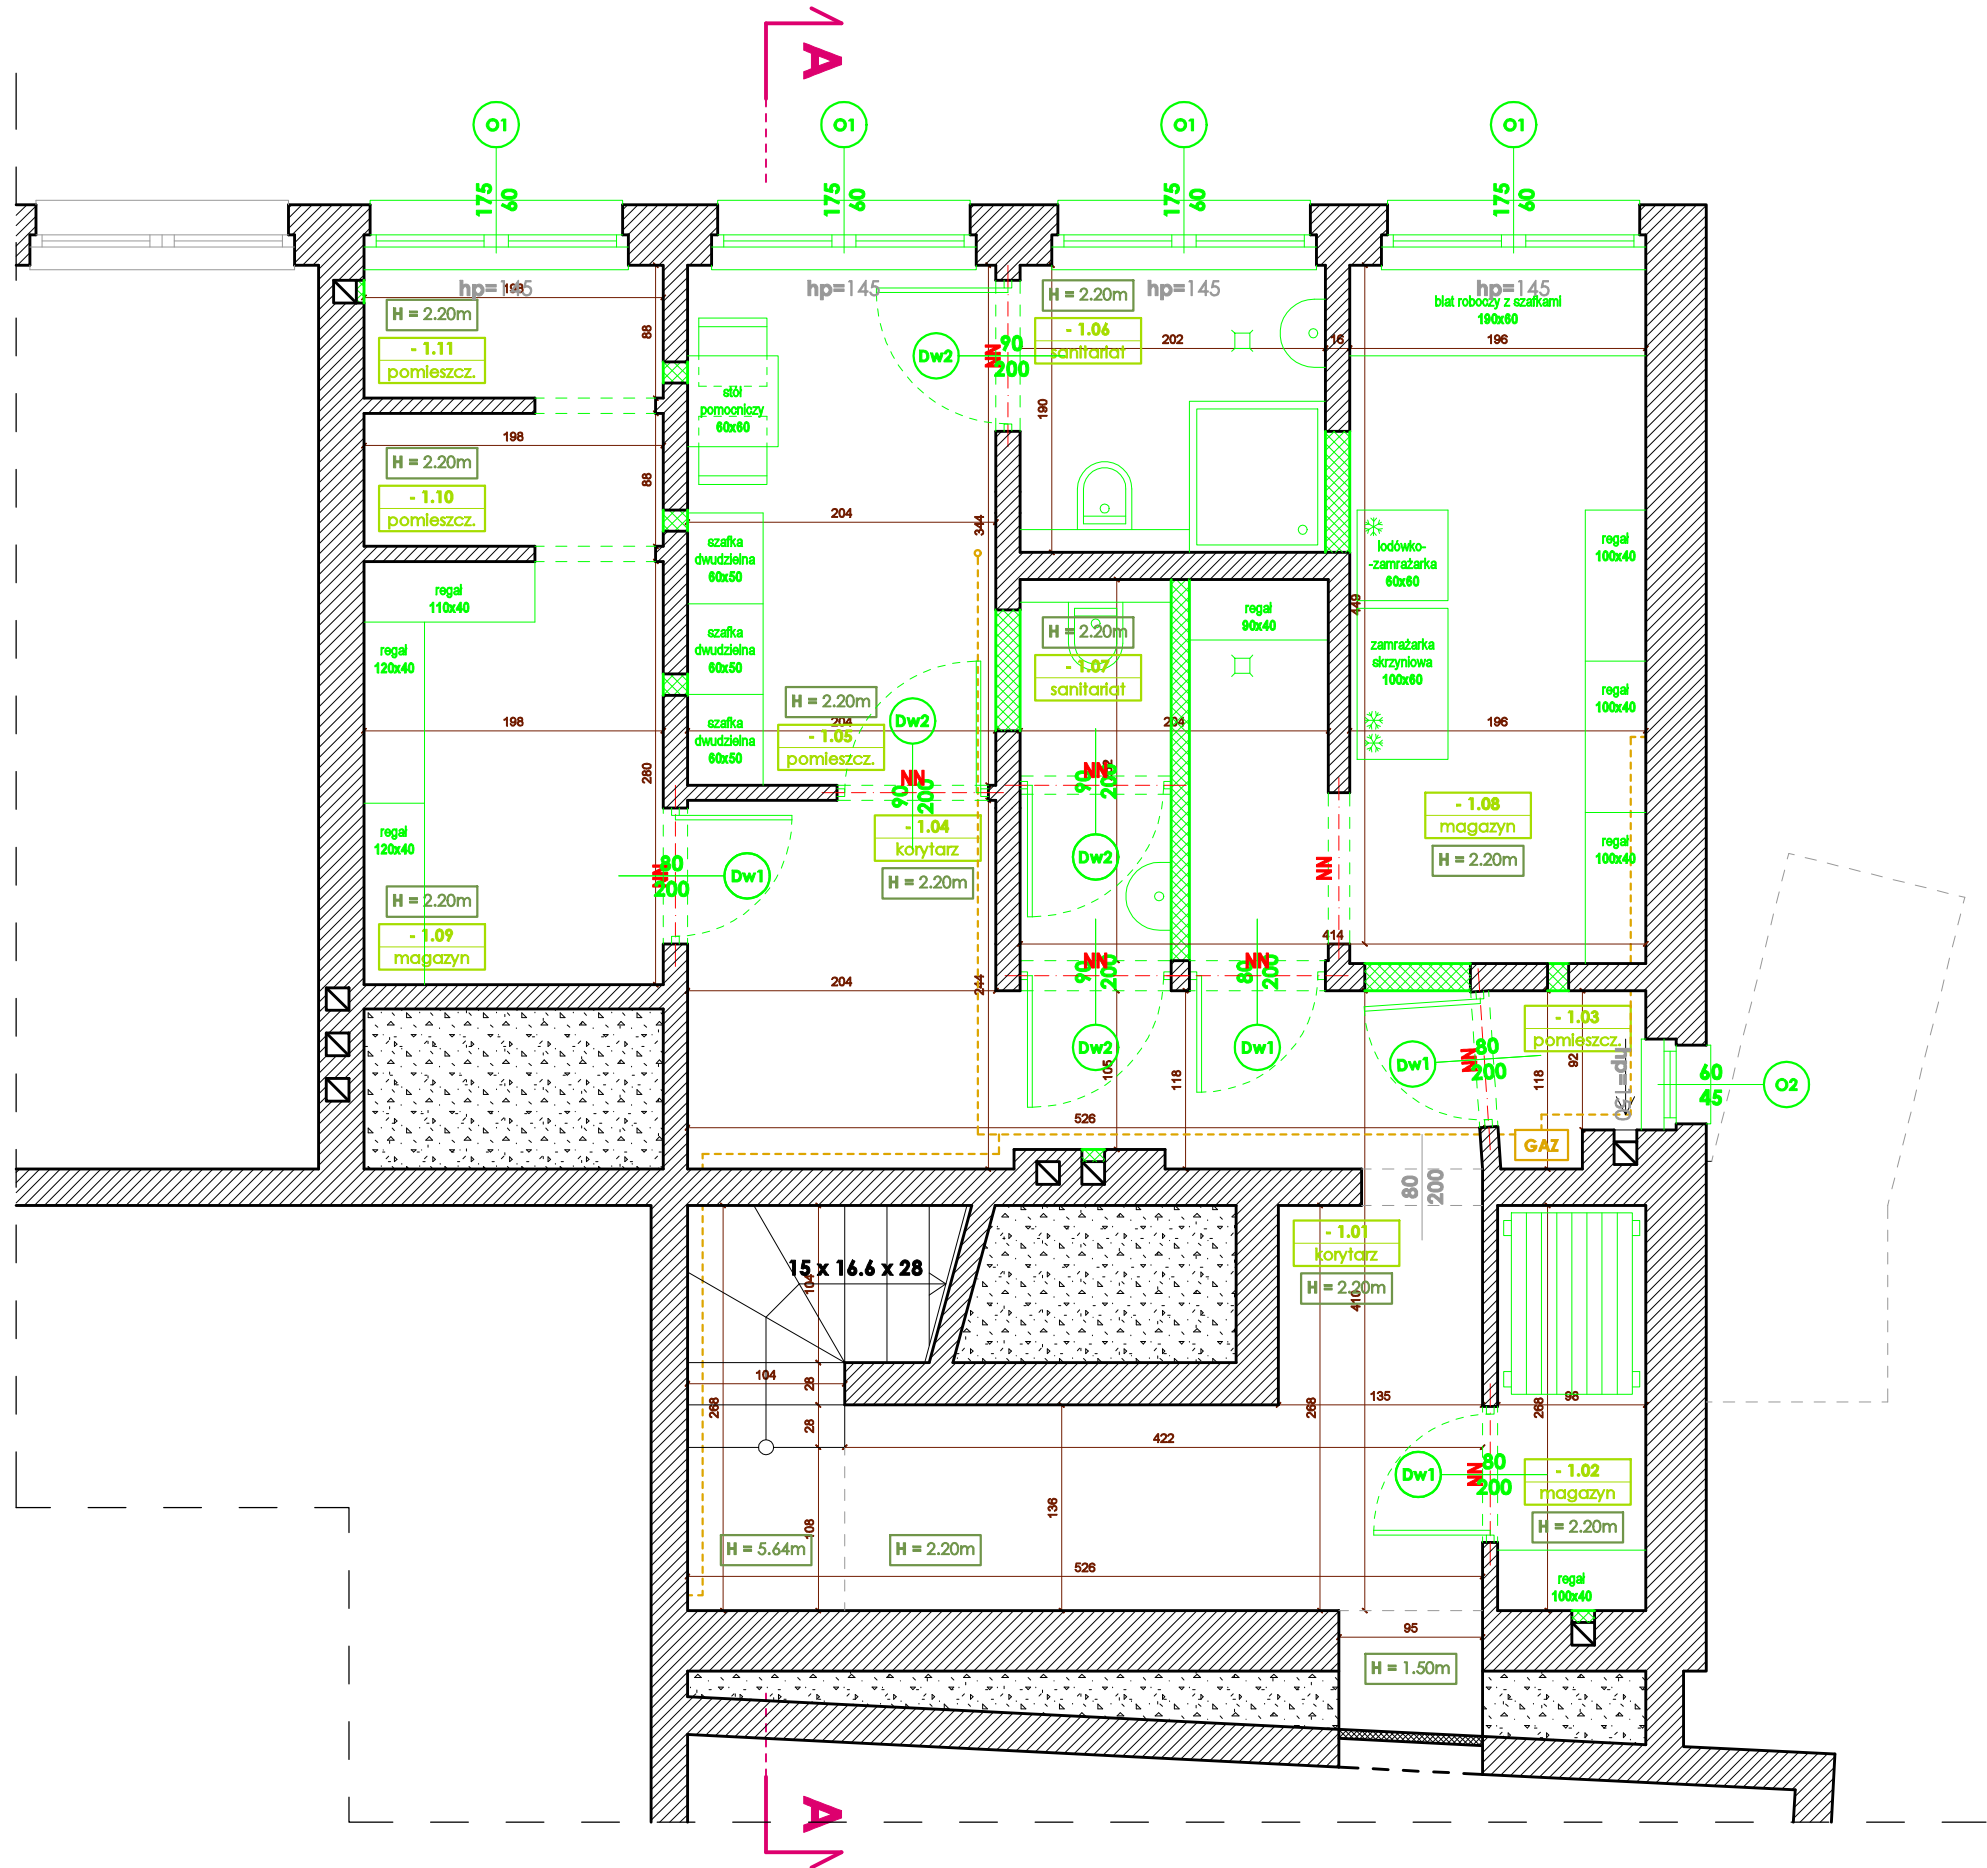 A
O1
O1
O1
O1
175
60
175
60
175
60
175
60
hp=145
hp=145
hp=145
hp=145
198
H = 2.20m
- 1.11
pomieszcz.
88
Dw2
NN
90
200
H = 2.20m
- 1.06
sanitariat
202
16
196
blat roboczy z szafkami
190x60
stół
pomocniczy
60x60
190
198
H = 2.20m
- 1.10
pomieszcz.
88
204
344
szafka
dwudzielna
60x50
szafka
dwudzielna
60x50
szafka
dwudzielna
60x50
lodówko-
-zamrażarka
60x60
regał
100x40
449
regał
110x40
regał
120x40
H = 2.20m
- 1.07
sanitariat
regał
90x40
zamrażarka
skrzyniowa
100x60
regał
100x40
H = 2.20m
- 1.05
pomieszcz.
204
Dw2
198
204
196
280
NN
90
200
NN
90
200
- 1.04
korytarz
H = 2.20m
- 1.08
magazyn
H = 2.20m
regał
100x40
regał
120x40
NN
80
200
Dw1
Dw2
NN
H = 2.20m
- 1.09
magazyn
414
204
244
NN
90
200
NN
80
200
Dw2
Dw1
Dw1
NN
80
200
- 1.03
pomieszcz.
92
118
hp=130
60
45
O2
105
118
526
GAZ
80
200
- 1.01
korytarz
H = 2.20m
410
15 x 16.6 x 28
104
104
28
28
268
268
135
268
98
422
Dw1
NN
80
200
- 1.02
magazyn
H = 2.20m
136
108
H = 5.64m
H = 2.20m
526
regał
100x40
95
H = 1.50m
A